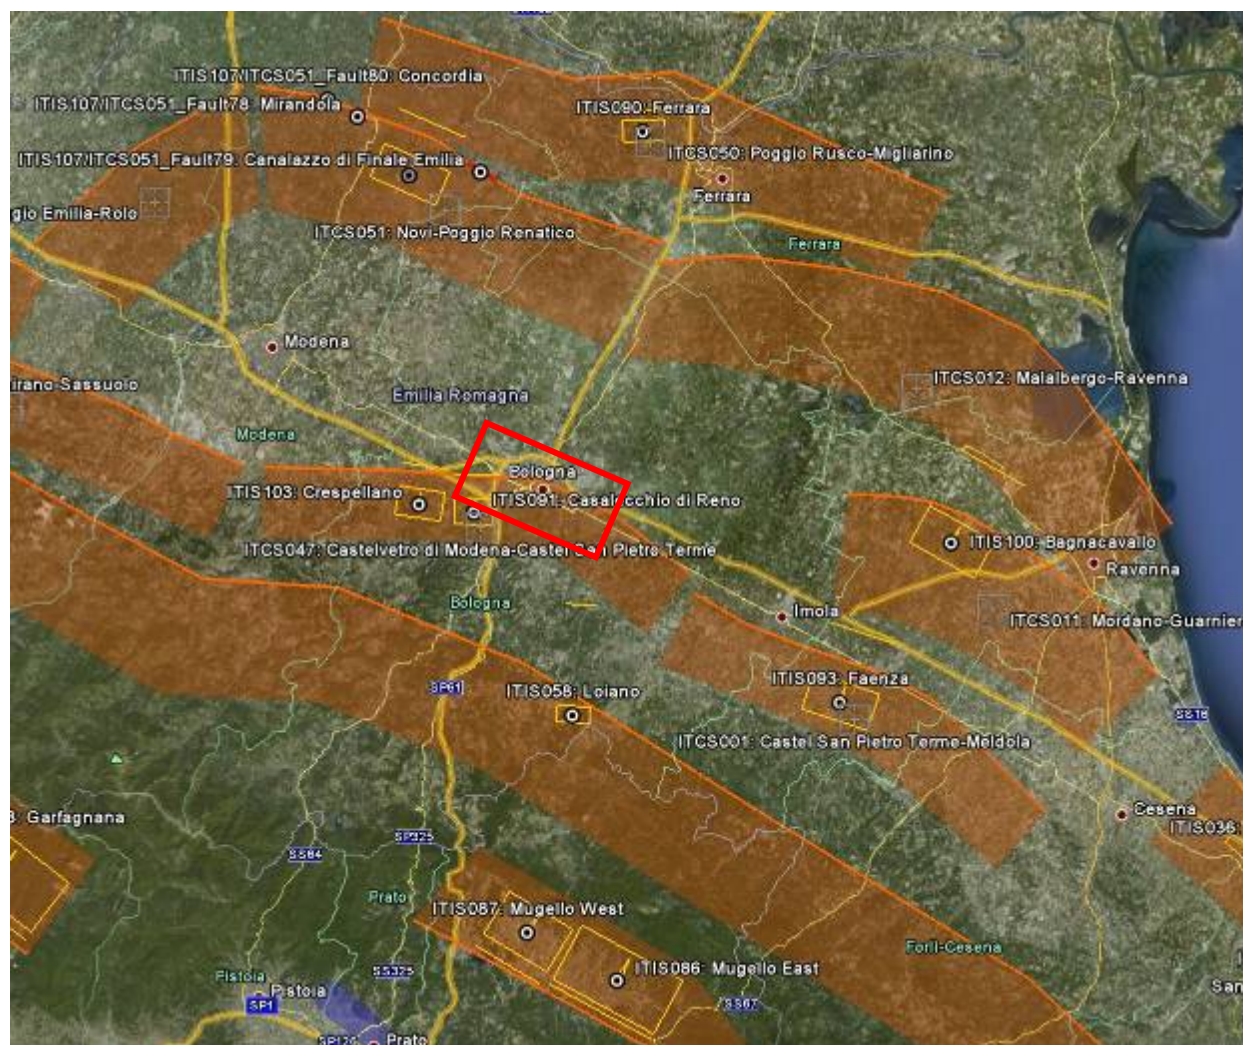 ITIS107/ITCS051_Fault80: Concordia
ITIS107/ITCS051_Fault78: Mirandola
ITIS090: Ferrara
ITIS107/ITCS051_Fault79: Canalazzo di Finale Emilia
ITCS050: Poggio Rusco-Migliarino
Ferrara
gio Emilia-Rolo
ITCS051: Novi-Poggio Renatico
Ferrara
Modena
irano-Sassuolo
Emilia Romagna
ITCS012: Malalbergo-Ravenna
Modena
Bologna
ITIS103: Crespellano
ITIS091: Casalecchio di Reno
ITCS047: Castelvetro di Modena-Castel San Pietro Terme
ITIS100: Bagnacavallo
Ravenna
Bologna
Imola
ITCS011: Mordano-Guarnier
ITIS093: Faenza
SP61
ITIS058: Loiano
SS16
ITCS001: Castel San Pietro Terme-Meldola
3: Garfagnana
Cesena
ITIS036:
SP325
SS64
Prato
ITIS087: Mugello West
Forlì-Cesena
ITIS086: Mugello East
Pistoia
SS325
Pistoia
SP1
SS67
San
Prato